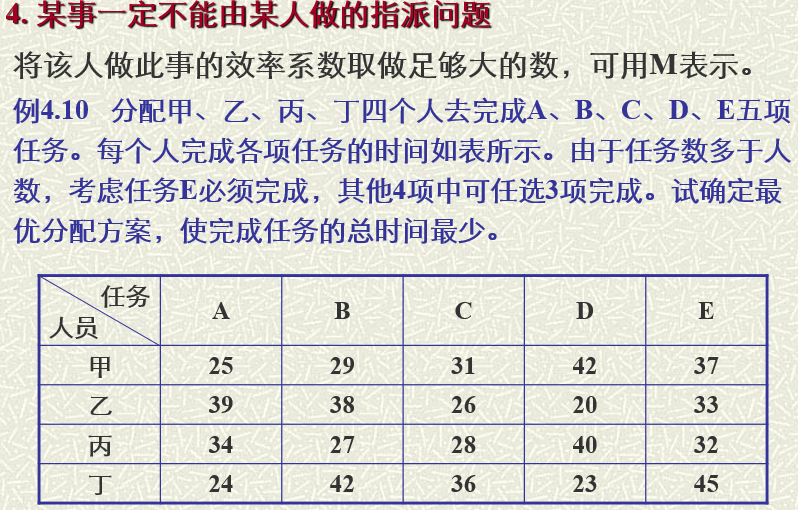 4. 某事一定不能由某人做的指派问题
将该人做此事的效率系数取做足够大的数，可用M表示。
例4.10 分配甲、乙、丙、丁四个人去完成A、B、C、D、E五项
任务。每个人完成各项任务的时间如表所示。由于任务数多于人
数，考虑任务E必须完成，其他4项中可任选3项完成。试确定最
优分配方案，使完成任务的总时间最少。
任务
人员 A B C D E
甲 25 29 31 42 37
乙 39 38 26 20 33
丙 34 27 28 40 32
丁 24 42 36 23 45